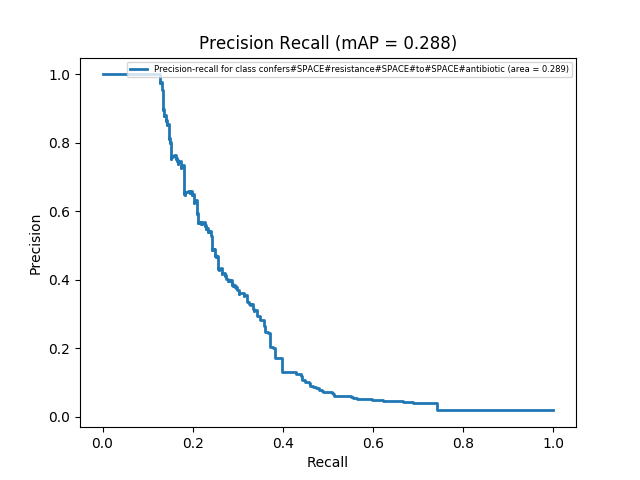 Precision Recall (mAP = 0.288)
Precision-recall for class confers#SPACE#resistance#SPACE#to#SPACE#antibiotic (area = 0.289)
1.0
0.8
0.6
0.4
0.2
0.0
Precision
0.0 0.2 0.4 0.6 0.8 1.0
Recall